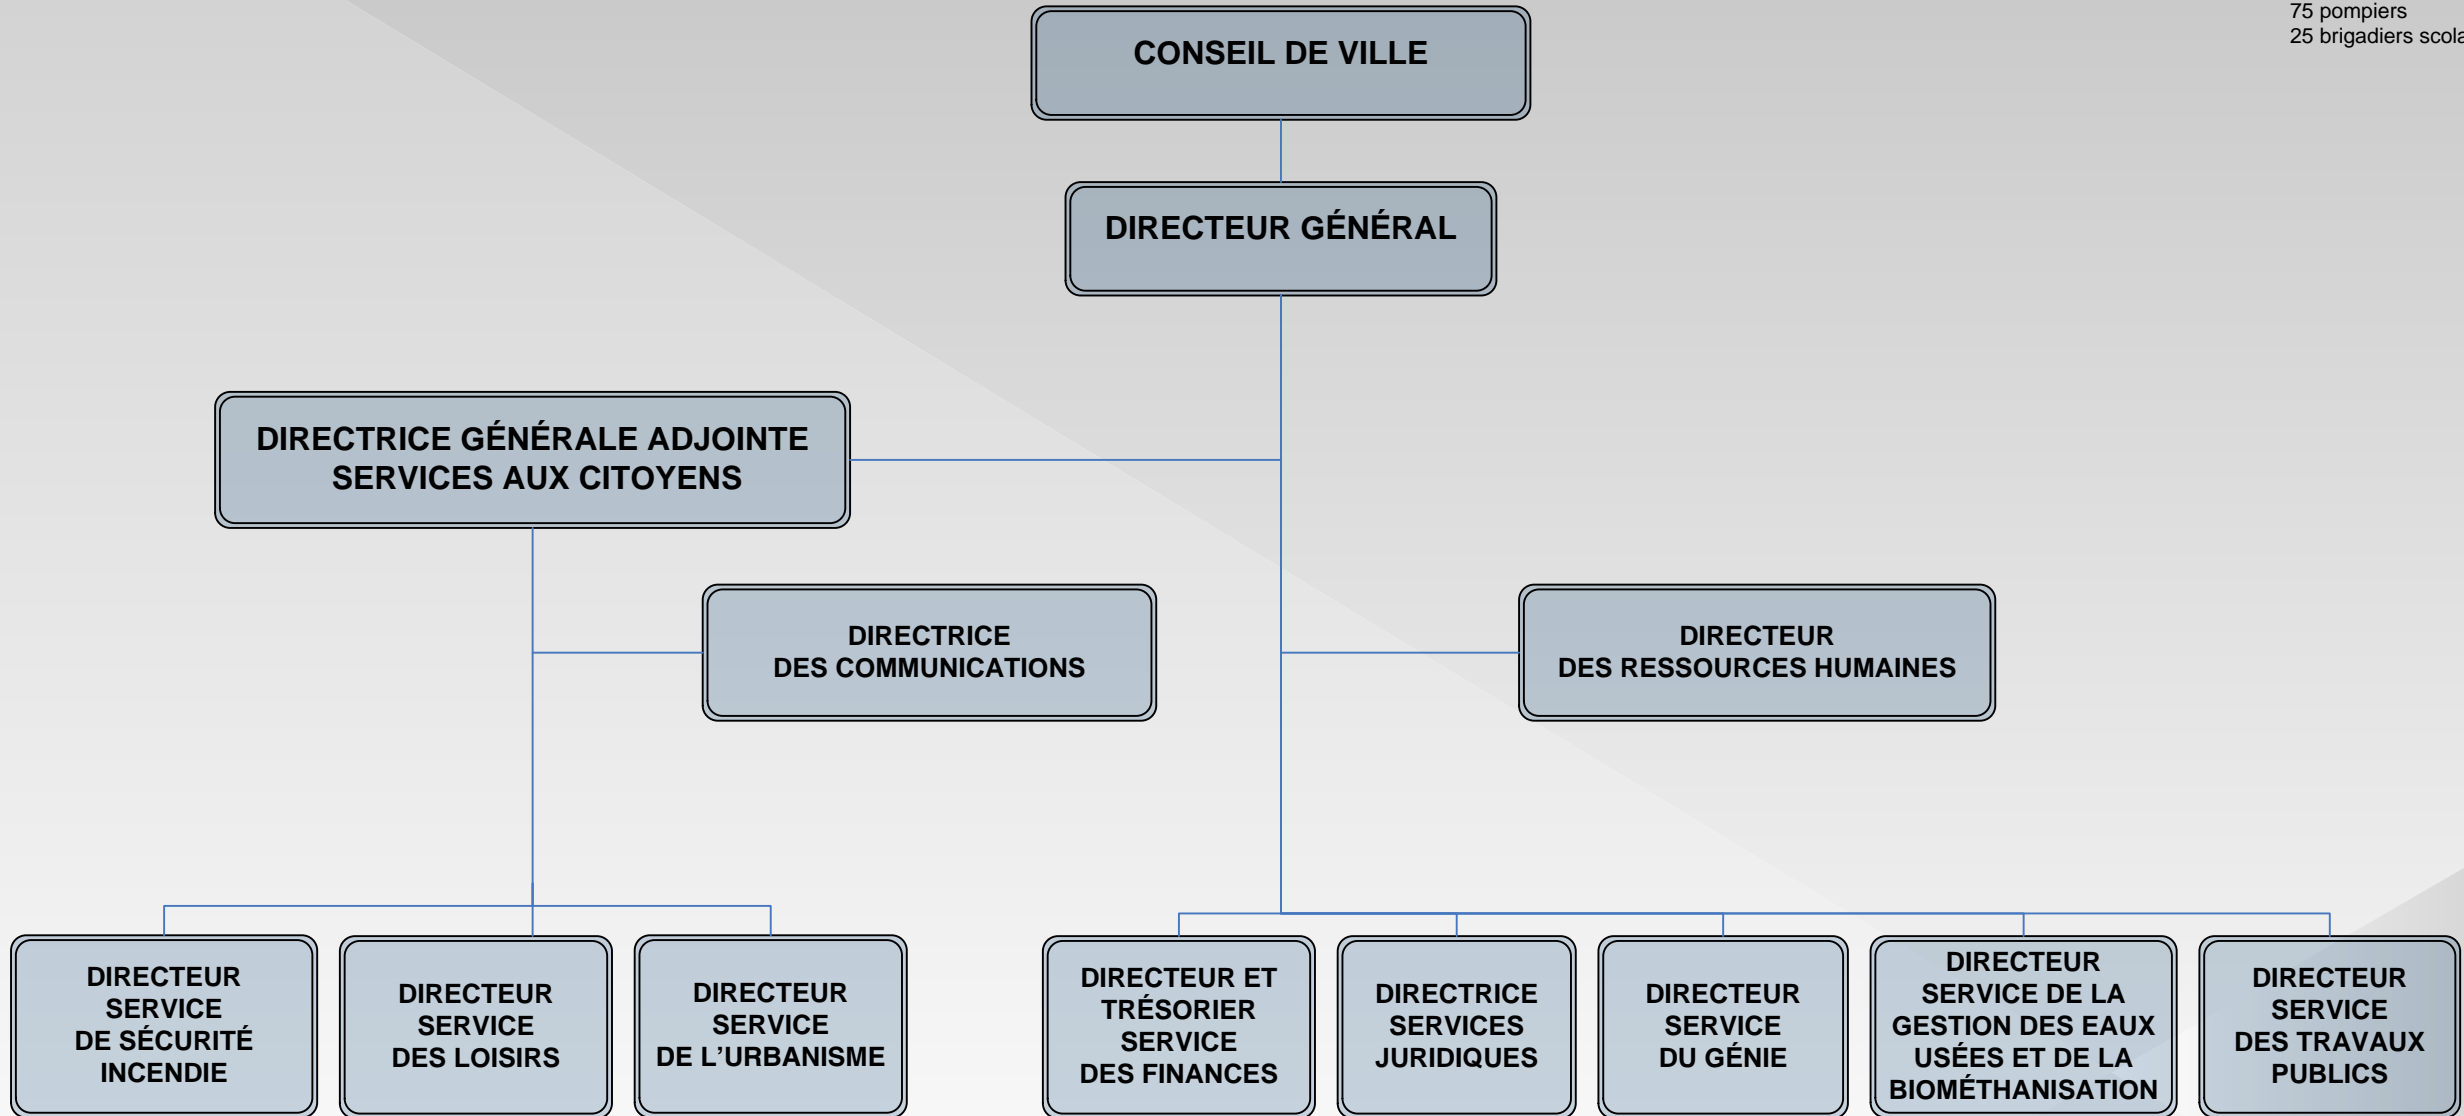 75 pompiers
25 brigadiers
CONSEIL DE VILLE
DIRECTEUR GÉNÉRAL
DIRECTRICE GÉNÉRALE ADJOINTE
SERVICES AUX CITOYENS
DIRECTRICE
DES COMMUNICATIONS
DIRECTEUR
DES RESSOURCES HUMAINES
DIRECTEUR
SERVICE
DE SÉCURITÉ
INCENDIE
DIRECTEUR
SERVICE
DES LOISIRS
DIRECTEUR
SERVICE
DE L’URBANISME
DIRECTEUR ET
TRÉSORIER
SERVICE
DES FINANCES
DIRECTRICE
SERVICES
JURIDIQUES
DIRECTEUR
SERVICE
DU GÉNIE
DIRECTEUR
SERVICE DE LA
GESTION DES EAUX
USÉES ET DE LA
BIOMÉTHANISATION
DIRECTEUR
SERVICE
DES TRAVAUX
PUBLICS